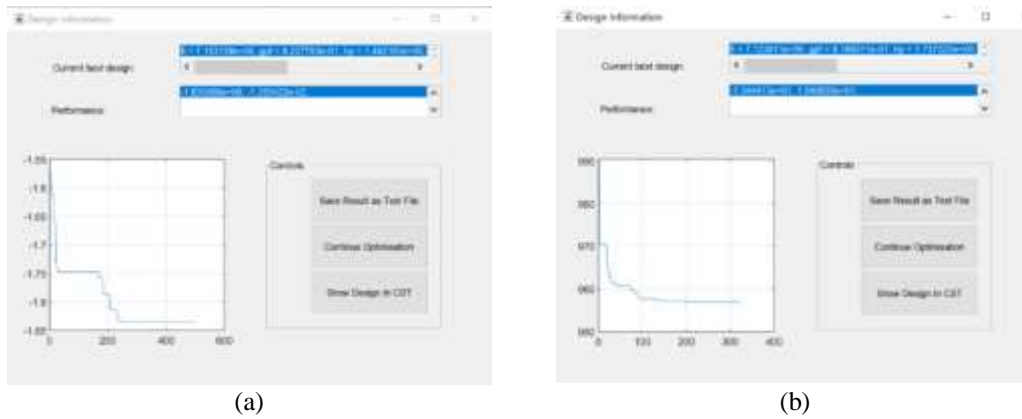 Design Information
Current best design:
Performance:
-1.55
-1.6
-1.65
-1.7
-1.75
-1.8
-1.85
0 200 400 600
Controls
Save Result as Text File
Continue Optimisation
Show Design in CST
(a)
Design Information
Current best design:
Performance:
990
980
970
960
950
0 100 200 300 400
Controls
Save Result as Text File
Continue Optimisation
Show Design in CST
(b)